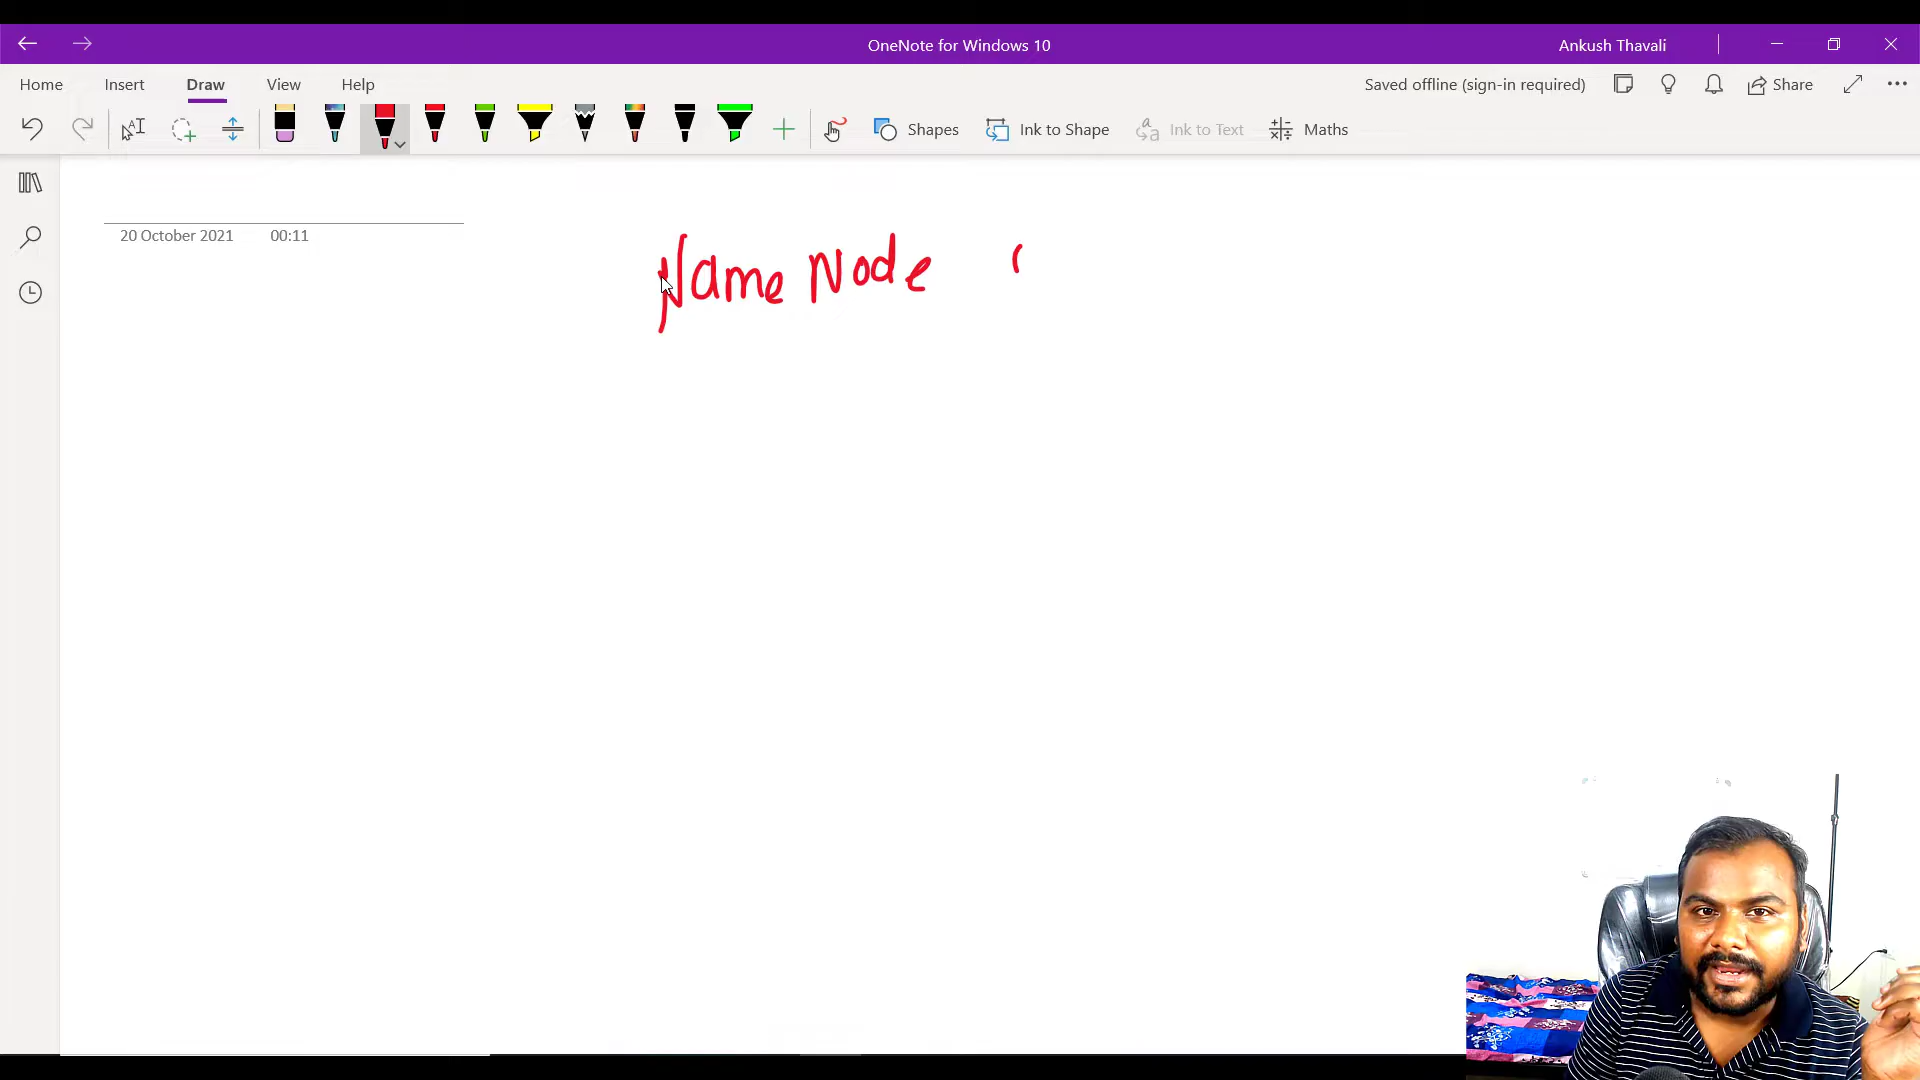 OneNote for Windows 10
Ankush Thavali
Home Insert Draw View Help
Saved offline (sign-in required)
Share
Shapes
Ink to Shape
Ink to Text
Maths
20 October 2021 00:11
Name Node (